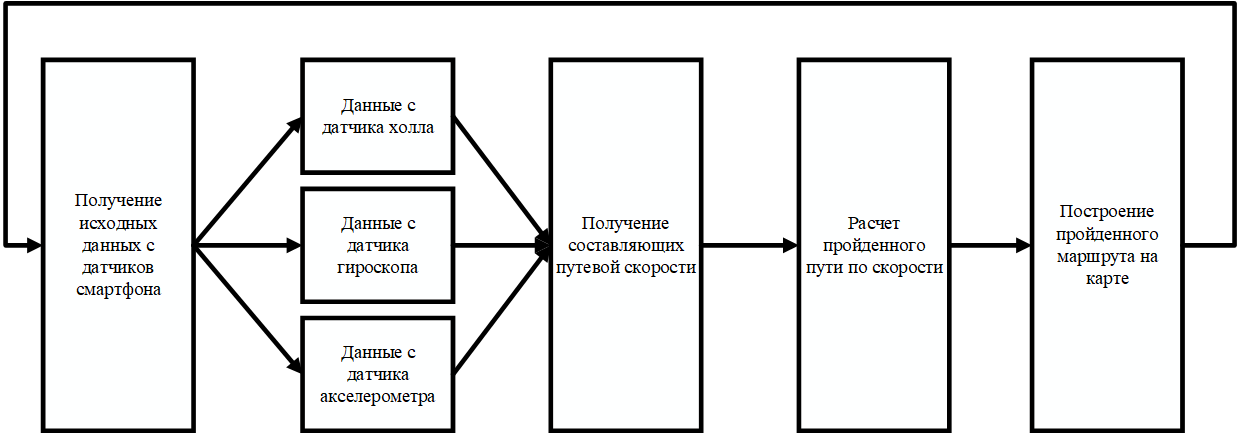 Получение
исходных
данных с
датчиков
смартфона
Данные с
датчика холла
Данные с
датчика
гироскопа
Данные с
датчика
акселерометра
Получение
составляющих
путевой скорости
Расчет
пройденного
пути по скорости
Построение
пройденного
маршрута на
карте